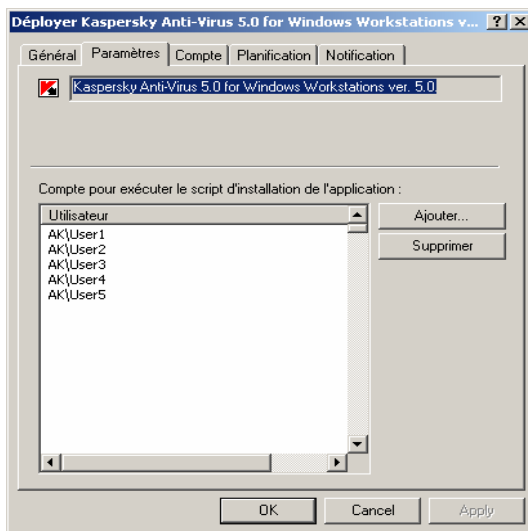 Déployer Kaspersky Anti-Virus 5.0 for Windows Workstations v...
Général Paramètres Compte Planification Notification
Kaspersky Anti-Virus 5.0 for Windows Workstations ver. 5.0.
Compte pour exécuter le script d'installation de l'application :
Utilisateur
Ajouter...
AK\User1
Supprimer
AK\User2
AK\User3
AK\User4
AK\User5
OK Cancel Apply